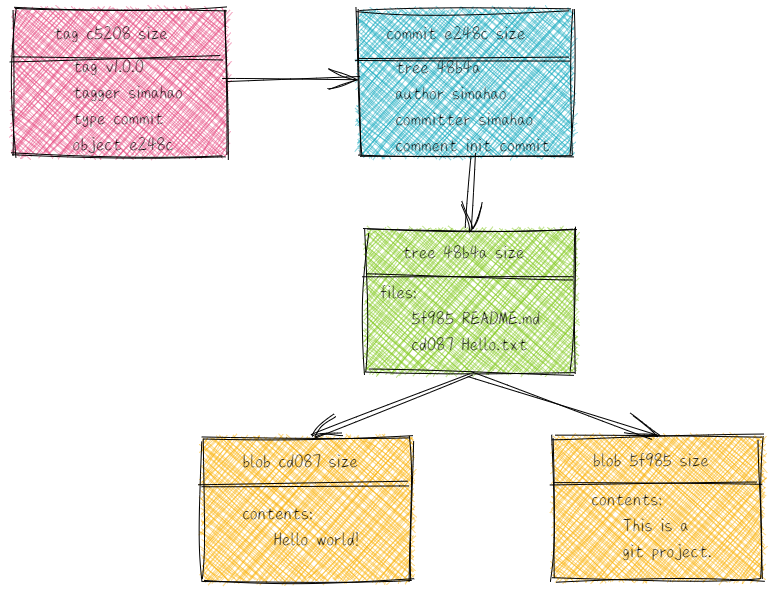 tag c5208 size
tag v1.0.0
tagger simahao
type commit
object e248c
commit e248c size
tree 48b4a
author simahao
committer simahao
comment init commit
tree 48b4a size
files:
5f985 README.md
cd087 Hello.txt
blob cd087 size
contents:
Hello world!
blob 5f985 size
contents:
This is a
git project.